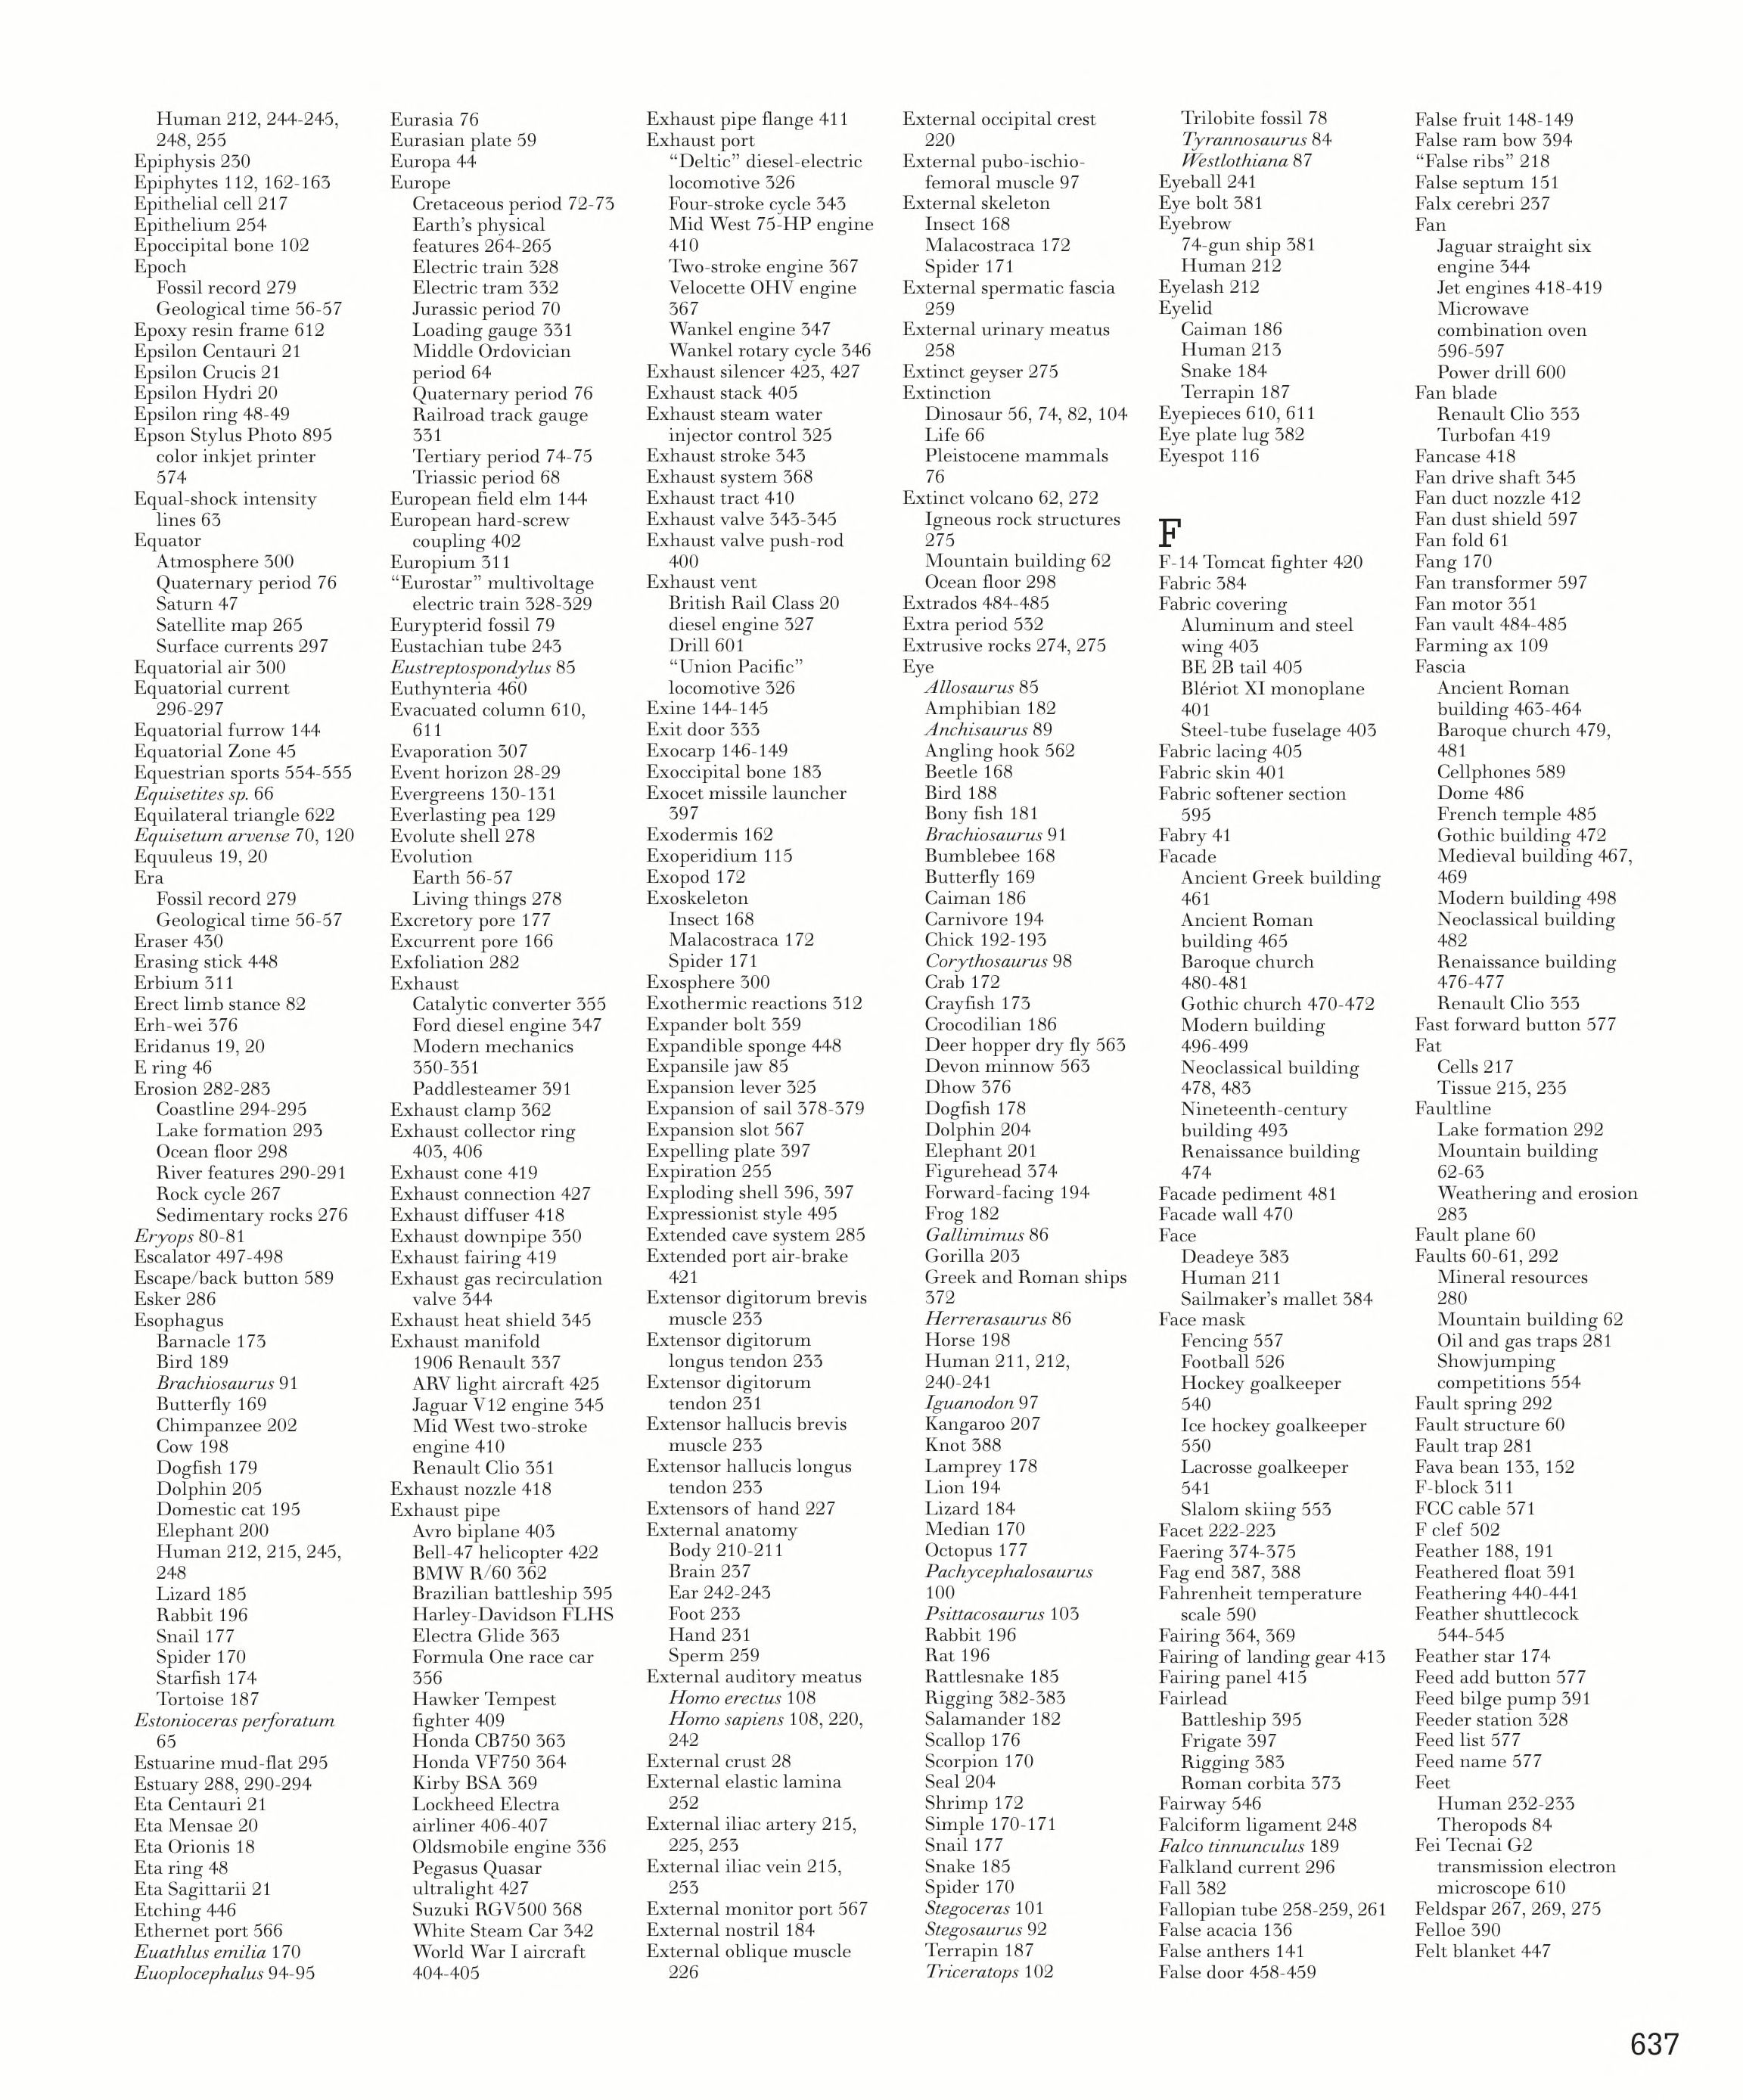 Human 212, 244-245,
248, 255
Epiphysis 230
Epiphytes 112, 162-163
Epithelial cell 217
Epithelium 254
Epoccipital bone 102
Epoch
Fossil record 279
Geological time 56-57
Epoxy resin frame 612
Epsilon Centauri 21
Epsilon Crucis 21
Epsilon Hydri 20
Epsilon ring 48-49
Epson Stylus Photo 895
color inkjet printer
574
Equal-shock intensity
lines 63
Equator
Atmosphere 300
Quaternary period 76
Saturn 47
Satellite map 265
Surface currents 297
Equatorial air 300
Equatorial current
296-297
Equatorial furrow 144
Equatorial Zone 45
Equestrian sports 554-555
Equisetites sp. 66
Equilateral triangle 622
Equisetum arvense 70, 120
Equuleus 19, 20
Era
Fossil record 279
Geological time 56-57
Eraser 430
Erasing stick 448
Erbium 311
Erect limb stance 82
Erh-wei 376
Eridanus 19, 20
E ring 46
Erosion 282-283
Coastline 294-295
Lake formation 293
Ocean floor 298
River features 290-291
Rock cycle 267
Sedimentary rocks 276
Eryops 80-81
Escalator 497-498
Escape/back button 589
Esker 286
Esophagus
Barnacle 173
Bird 189
Brachiosaurus 91
Butterfly 169
Chimpanzee 202
Cow 198
Dogfish 179
Dolphin 205
Domestic cat 195
Elephant 200
Human 212, 215, 245,
248
Lizard 185
Rabbit 196
Snail 177
Spider 170
Starfish 174
Tortoise 187
Estonioceras perforatum
65
Estuarine mud-flat 295
Estuary 288, 290-294
Eta Centauri 21
Eta Mensae 20
Eta Orionis 18
Eta ring 48
Eta Sagittarii 21
Etching 446
Ethernet port 566
Euathlus emilia 170
Euoplocephalus 94-95
Eurasia 76
Eurasian plate 59
Europa 44
Europe
Cretaceous period 72-73
Earth's physical
features 264-265
Electric train 328
Electric tram 332
Jurassic period 70
Loading gauge 331
Middle Ordovician
period 64
Quaternary period 76
Railroad track gauge
331
Tertiary period 74-75
Triassic period 68
European field elm 144
European hard-screw
coupling 402
Europium 311
“Eurostar” multivoltage
electric train 328-329
Eurypterid fossil 79
Eustachian tube 243
Eustreptospondylus 85
Euthynteria 460
Evacuated column 610,
611
Evaporation 307
Event horizon 28-29
Evergreens 130-131
Everlasting pea 129
Evolute shell 278
Evolution
Earth 56-57
Living things 278
Excretory pore 177
Excurrent pore 166
Exfoliation 282
Exhaust
Catalytic converter 355
Ford diesel engine 347
Modern mechanics
350-351
Paddlesteamer 391
Exhaust clamp 362
Exhaust collector ring
403, 406
Exhaust cone 419
Exhaust connection 427
Exhaust diffuser 418
Exhaust downpipe 350
Exhaust fairing 419
Exhaust gas recirculation
valve 344
Exhaust heat shield 345
Exhaust manifold
1906 Renault 337
ARV light aircraft 425
Jaguar V12 engine 345
Mid West two-stroke
engine 410
Renault Clio 351
Exhaust nozzle 418
Exhaust pipe
Avro biplane 403
Bell-47 helicopter 422
BMW R/60 362
Brazilian battleship 395
Harley-Davidson FLHS
Electra Glide 363
Formula One race car
356
Hawker Tempest
fighter 409
Honda CB750 363
Honda VF750 364
Kirby BSA 369
Lockheed Electra
airliner 406-407
Oldsmobile engine 336
Pegasus Quasar
ultralight 427
Suzuki RGV500 368
White Steam Car 342
World War I aircraft
404-405
Exhaust pipe flange 411
Exhaust port
“Deltic” diesel-electric
locomotive 326
Four-stroke cycle 343
Mid West 75-HP engine
410
Two-stroke engine 367
Velocette OHV engine
367
Wankel engine 347
Wankel rotary cycle 346
Exhaust silencer 423, 427
Exhaust stack 405
Exhaust steam water
injector control 325
Exhaust stroke 343
Exhaust system 368
Exhaust tract 410
Exhaust valve 343-345
Exhaust valve push-rod
400
Exhaust vent
British Rail Class 20
diesel engine 327
Drill 601
“Union Pacific”
locomotive 326
Exine 144-145
Exit door 333
Exocarp 146-149
Exoccipital bone 183
Exocet missile launcher
397
Exodermis 162
Exoperidium 115
Exopod 172
Exoskeleton
Insect 168
Malacostraca 172
Spider 171
Exosphere 300
Exothermic reactions 312
Expander bolt 359
Expandible sponge 448
Expansile jaw 85
Expansion lever 325
Expansion of sail 378-379
Expansion slot 567
Expelling plate 397
Expiration 255
Exploding shell 396, 397
Expressionist style 495
Extended cave system 285
Extended port air-brake
421
Extensor digitorum brevis
muscle 233
Extensor digitorum
longus tendon 233
Extensor digitorum
tendon 231
Extensor hallucis brevis
muscle 233
Extensor hallucis longus
tendon 233
Extensors of hand 227
External anatomy
Body 210-211
Brain 237
Ear 242-243
Foot 233
Hand 231
Sperm 259
External auditory meatus
Homo erectus 108
Homo sapiens 108, 220,
242
External crust 28
External elastic lamina
252
External iliac artery 215,
225, 253
External iliac vein 215,
253
External monitor port 567
External nostril 184
External oblique muscle
226
External occipital crest
220
External pubo-ischio-
femoral muscle 97
External skeleton
Insect 168
Malacostraca 172
Spider 171
External spermatic fascia
259
External urinary meatus
258
Extinct geyser 275
Extinction
Dinosaur 56, 74, 82, 104
Life 66
Pleistocene mammals
76
Extinct volcano 62, 272
Igneous rock structures
275
Mountain building 62
Ocean floor 298
Extrados 484-485
Extra period 532
Extrusive rocks 274, 275
Eye
Allosaurus 85
Amphibian 182
Anchisaurus 89
Angling hook 562
Beetle 168
Bird 188
Bony fish 181
Brachiosaurus 91
Bumblebee 168
Butterfly 169
Caiman 186
Carnivore 194
Chick 192-193
Corythosaurus 98
Crab 172
Crayfish 173
Crocodilian 186
Deer hopper dry fly 563
Devon minnow 563
Dhow 376
Dogfish 178
Dolphin 204
Elephant 201
Figurehead 374
Forward-facing 194
Frog 182
Gallimimus 86
Gorilla 203
Greek and Roman ships
372
Herrerasaurus 86
Horse 198
Human 211, 212,
240-241
Iguanodon 97
Kangaroo 207
Knot 388
Lamprey 178
Lion 194
Lizard 184
Median 170
Octopus 177
Pachycephalosaurus
100
Psittacosaurus 103
Rabbit 196
Rat 196
Rattlesnake 185
Rigging 382-383
Salamander 182
Scallop 176
Scorpion 170
Seal 204
Shrimp 172
Simple 170-171
Snail 177
Snake 185
Spider 170
Stegoceras 101
Stegosaurus 92
Terrapin 187
Triceratops 102
Trilobite fossil 78
Tyrannosaurus 84
Westlothiana 87
Eyeball 241
Eye bolt 381
Eyebrow
74-gun ship 381
Human 212
Eyelash 212
Eyelid
Caiman 186
Human 213
Snake 184
Terrapin 187
Eyepieces 610, 611
Eye plate lug 382
Eyespot 116
F
F-14 Tomcat fighter 420
Fabric 384
Fabric covering
Aluminum and steel
wing 403
BE 2B tail 405
Blériot XI monoplane
401
Steel-tube fuselage 403
Fabric lacing 405
Fabric skin 401
Fabric softener section
595
Fabry 41
Facade
Ancient Greek building
461
Ancient Roman
building 465
Baroque church
480-481
Gothic church 470-472
Modern building
496-499
Neoclassical building
478, 483
Nineteenth-century
building 493
Renaissance building
474
Facade pediment 481
Facade wall 470
Face
Deadeye 383
Human 211
Sailmaker's mallet 384
Face mask
Fencing 557
Football 526
Hockey goalkeeper
540
Ice hockey goalkeeper
550
Lacrosse goalkeeper
541
Slalom skiing 553
Facet 222-223
Faering 374-375
Fag end 387, 388
Fahrenheit temperature
scale 590
Fairing 364, 369
Fairing of landing gear 413
Fairing panel 415
Fairlead
Battleship 395
Frigate 397
Rigging 383
Roman corbita 373
Fairway 546
Falciform ligament 248
Falco tinnunculus 189
Falkland current 296
Fall 382
Fallopian tube 258-259, 261
False acacia 136
False anthers 141
False door 458-459
False fruit 148-149
False ram bow 394
“False ribs” 218
False septum 151
Falx cerebri 237
Fan
Jaguar straight six
engine 344
Jet engines 418-419
Microwave
combination oven
596-597
Power drill 600
Fan blade
Renault Clio 353
Turbofan 419
Fancase 418
Fan drive shaft 345
Fan duct nozzle 412
Fan dust shield 597
Fan fold 61
Fang 170
Fan transformer 597
Fan motor 351
Fan vault 484-485
Farming ax 109
Fascia
Ancient Roman
building 463-464
Baroque church 479,
481
Cellphones 589
Dome 486
French temple 485
Gothic building 472
Medieval building 467,
469
Modern building 498
Neoclassical building
482
Renaissance building
476-477
Renault Clio 353
Fast forward button 577
Fat
Cells 217
Tissue 215, 235
Faultline
Lake formation 292
Mountain building
62-63
Weathering and erosion
283
Fault plane 60
Faults 60-61, 292
Mineral resources
280
Mountain building 62
Oil and gas traps 281
Showjumping
competitions 554
Fault spring 292
Fault structure 60
Fault trap 281
Fava bean 133, 152
F-block 311
FCC cable 571
F clef 502
Feather 188, 191
Feathered float 391
Feathering 440-441
Feather shuttlecock
544-545
Feather star 174
Feed add button 577
Feed bilge pump 391
Feeder station 328
Feed list 577
Feed name 577
Feet
Human 232-233
Theropods 84
Fei Tecnai G2
transmission electron
microscope 610
Feldspar 267, 269, 275
Felloe 390
Felt blanket 447
637